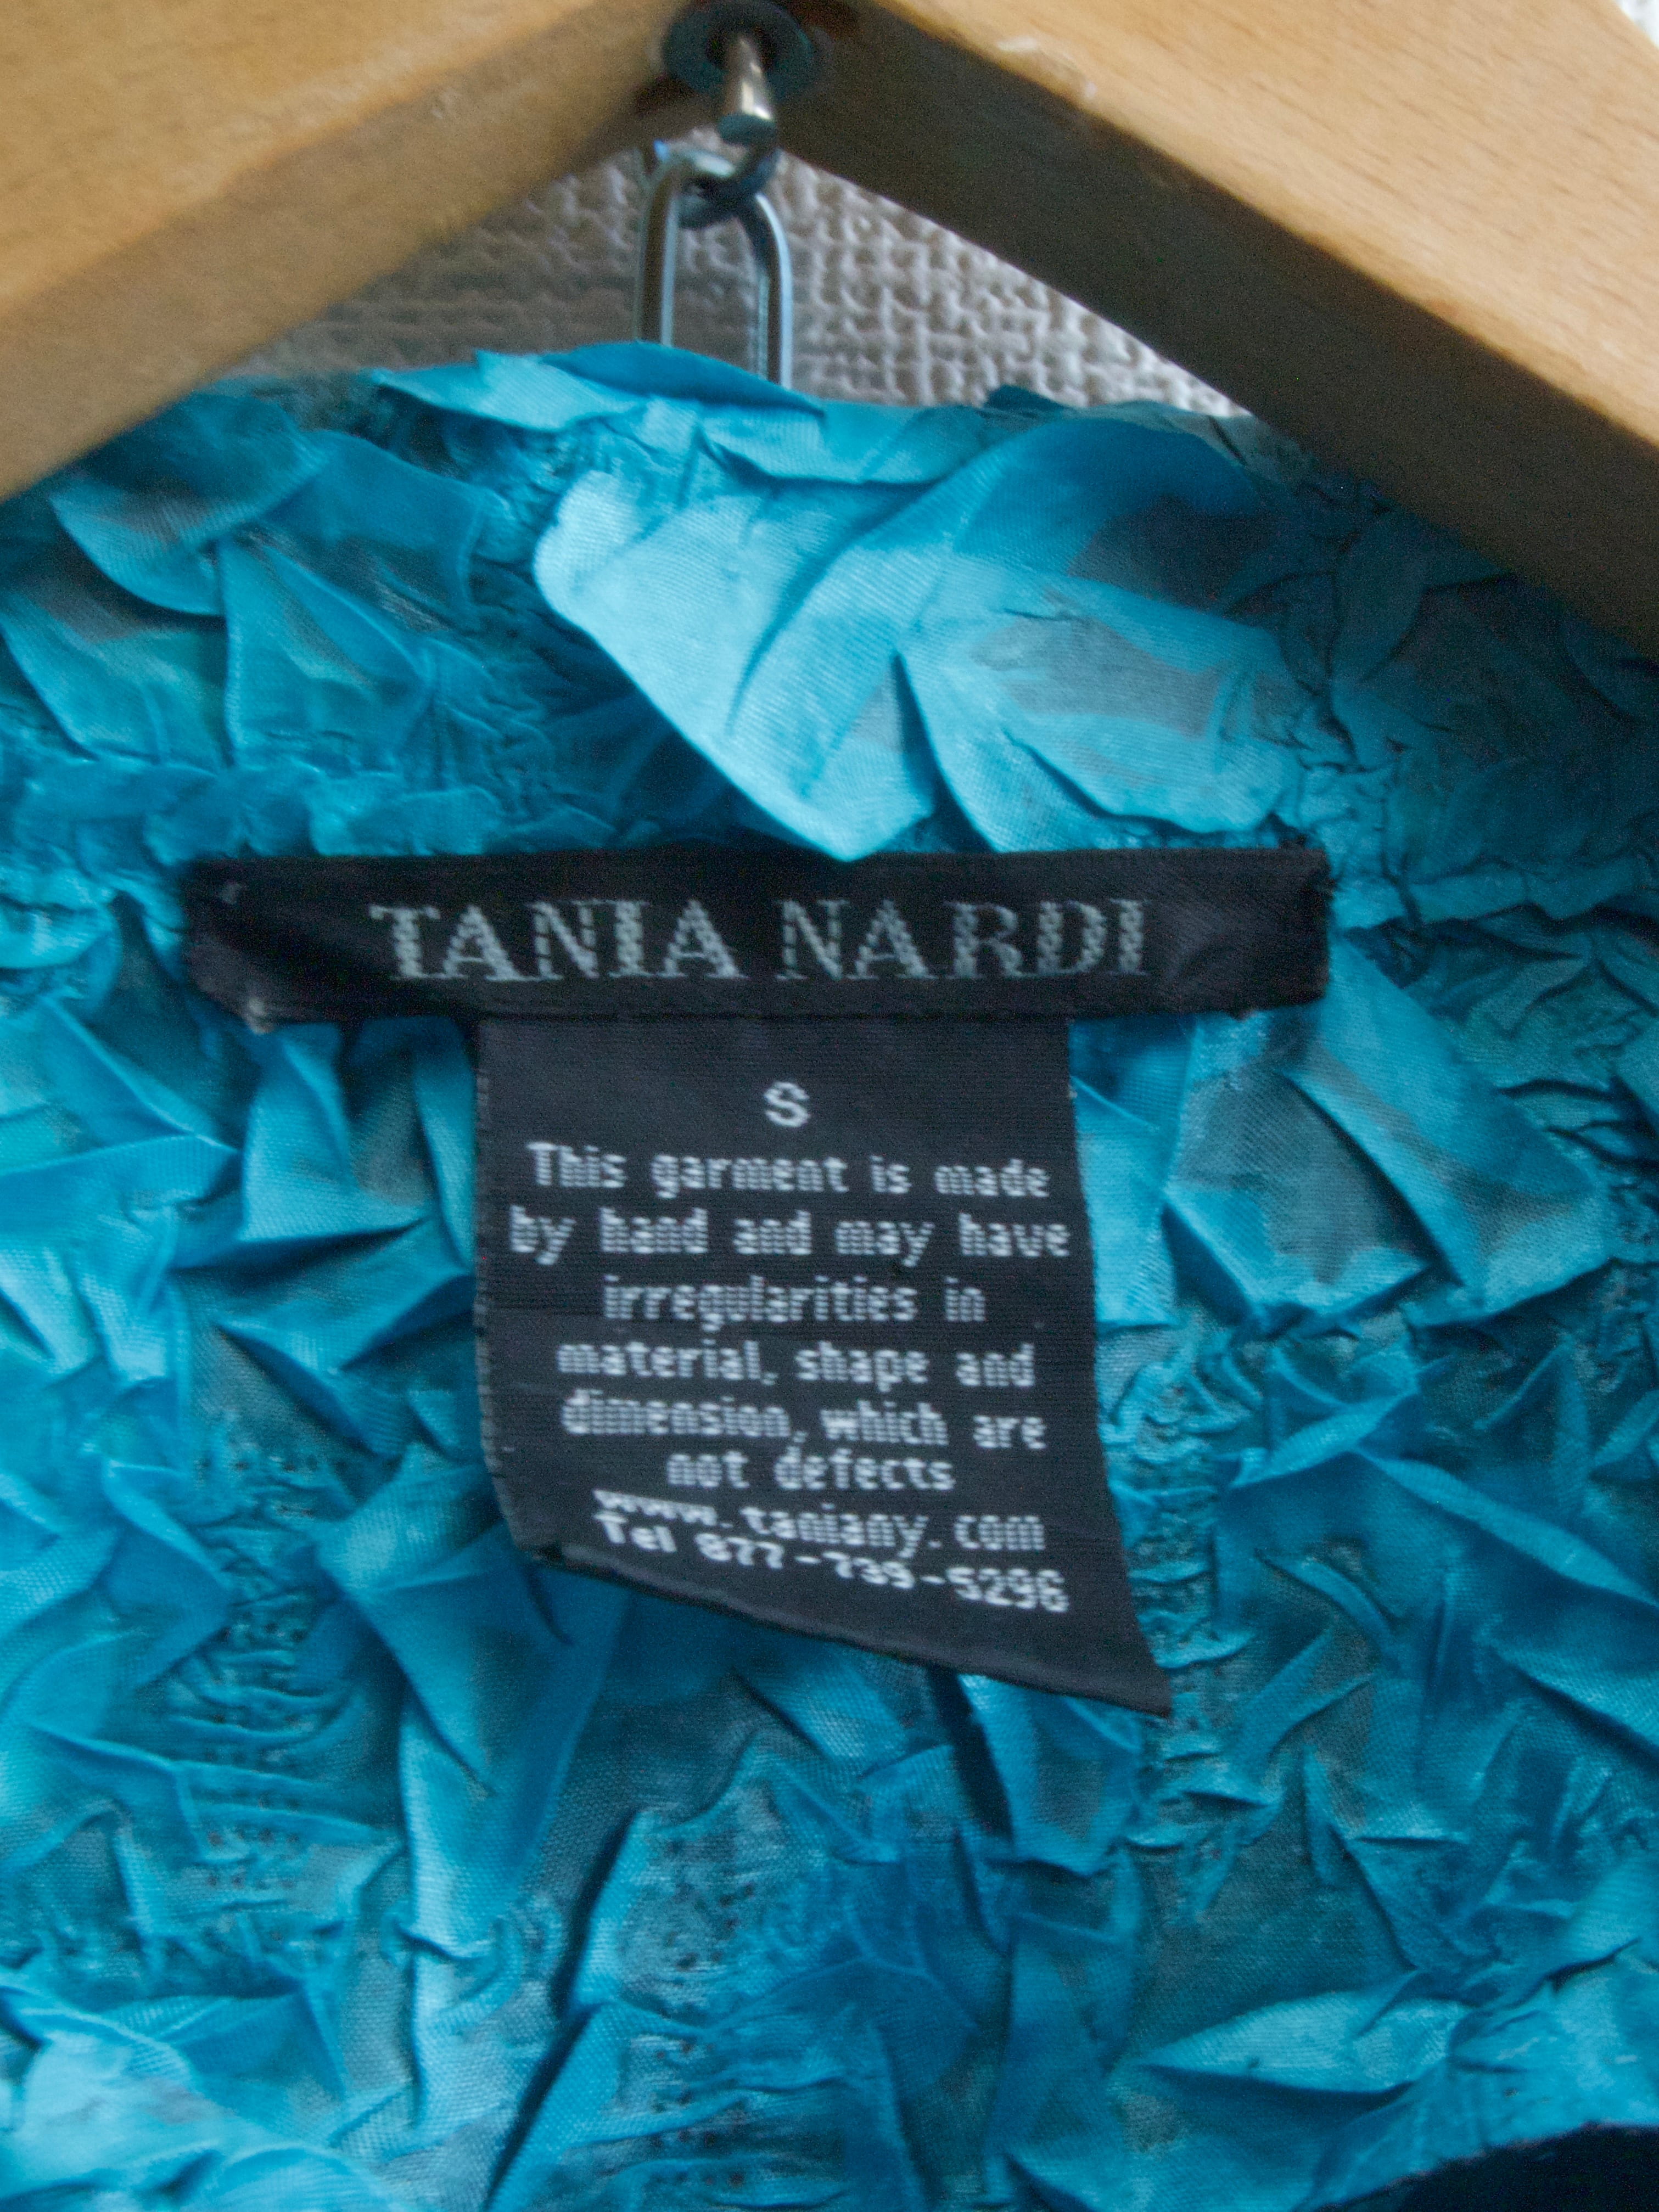 TANIA NARDI
S
This garment is made
by hand and may have
irregularities in
material, shape and
dimension, which are
not defects
www.taniany.com
Tel 877-739-5296